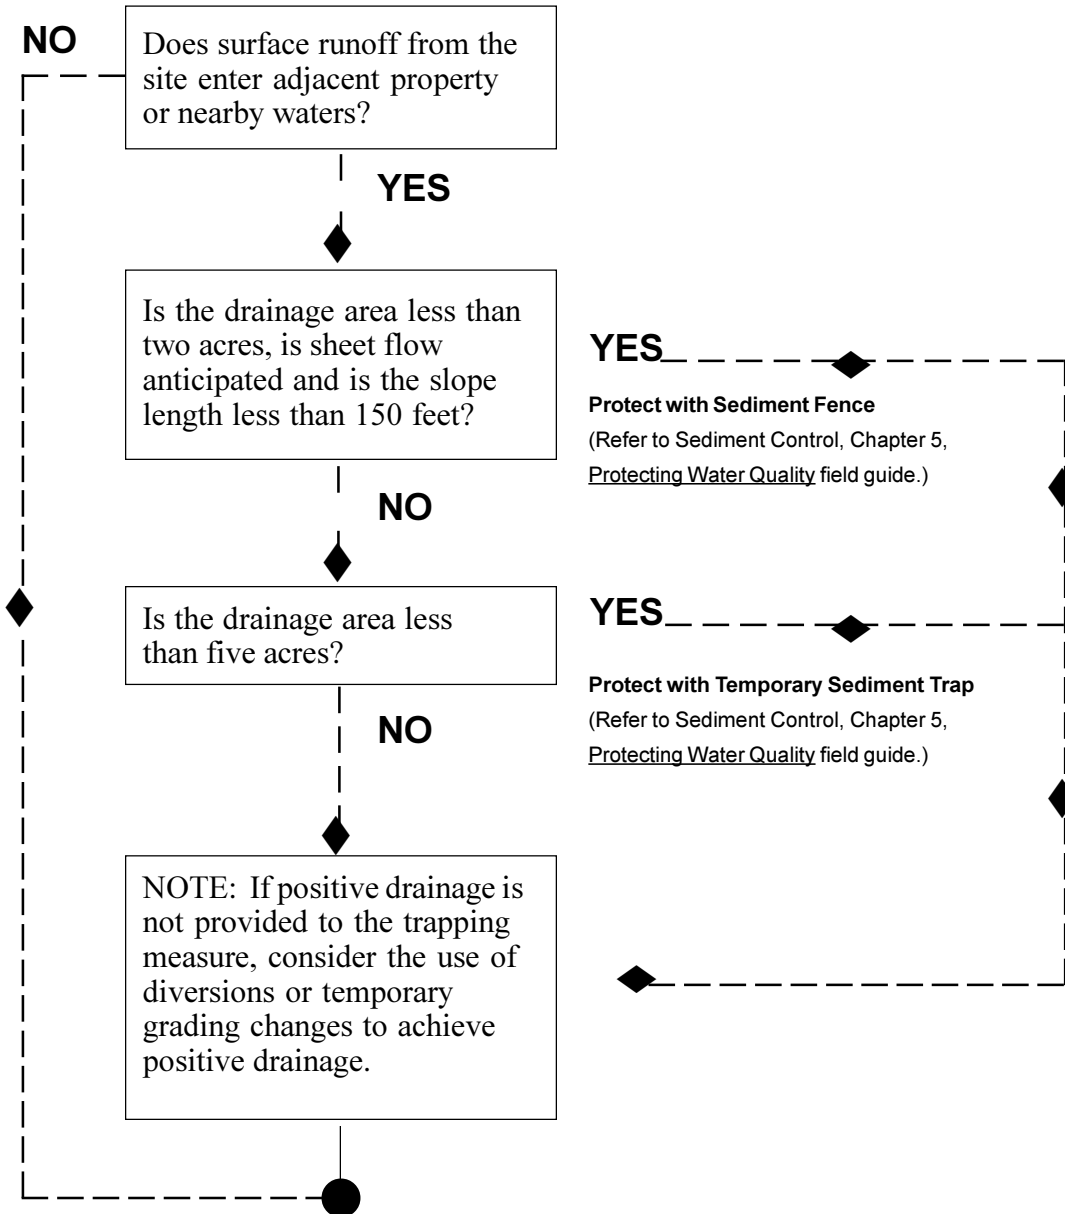 NO
Does surface runoff from the
site enter adjacent property
or nearby waters?
YES
Is the drainage area less than
two acres, is sheet flow
anticipated and is the slope
length less than 150 feet?
YES
Protect with Sediment Fence
(Refer to Sediment Control, Chapter 5,
Protecting Water Quality field guide.)
NO
Is the drainage area less
than five acres?
YES
Protect with Temporary Sediment Trap
(Refer to Sediment Control, Chapter 5,
Protecting Water Quality field guide.)
NO
NOTE: If positive drainage is
not provided to the trapping
measure, consider the use of
diversions or temporary
grading changes to achieve
positive drainage.